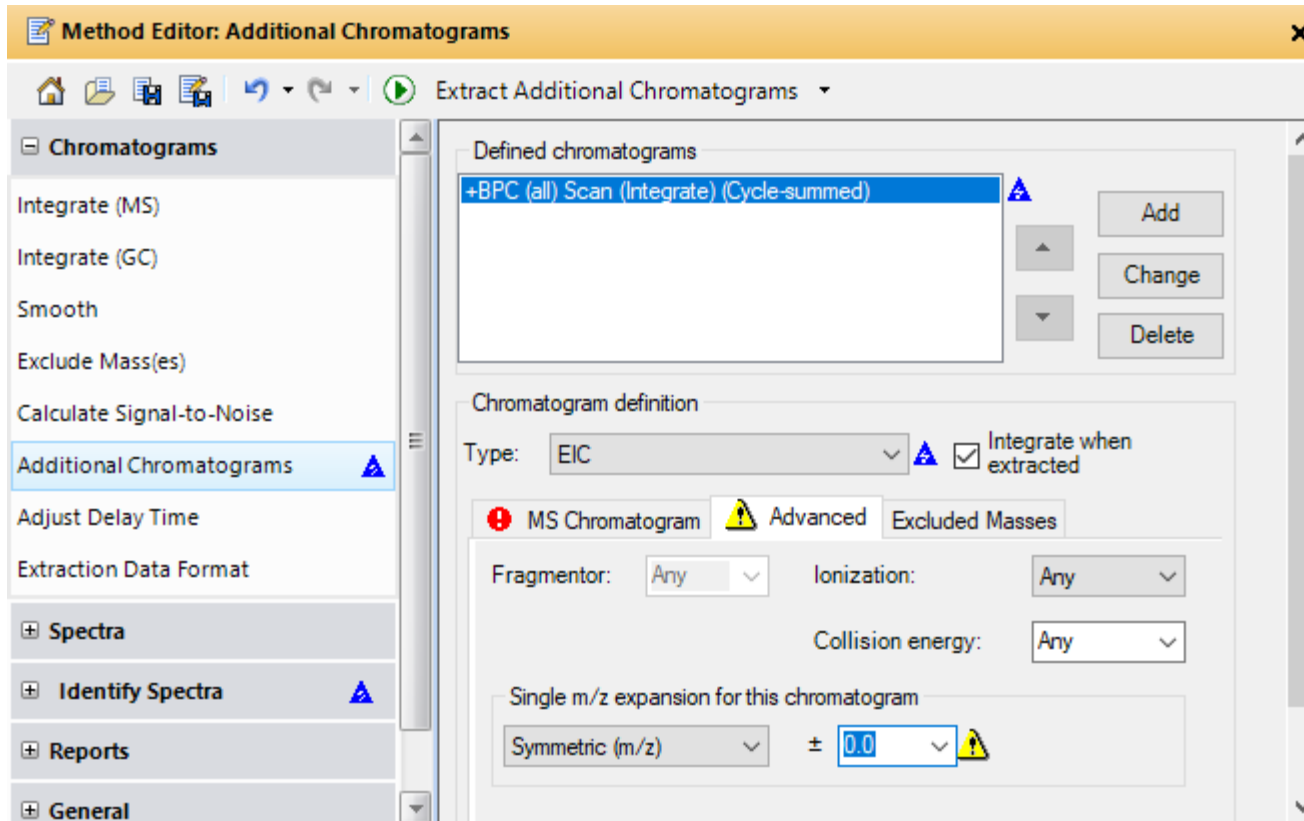 Method Editor: Additional Chromatograms
Extract Additional Chromatograms
Chromatograms
Integrate (MS)
Integrate (GC)
Smooth
Exclude Mass(es)
Calculate Signal-to-Noise
Additional Chromatograms
Adjust Delay Time
Extraction Data Format
Spectra
Identify Spectra
Reports
General
Defined chromatograms
+BPC (all) Scan (Integrate) (Cycle-summed)
Add
Change
Delete
Chromatogram definition
Type: EIC
Integrate when
extracted
MS Chromatogram Advanced Excluded Masses
Fragmentor: Any Ionization: Any
Collision energy: Any
Single m/z expansion for this chromatogram
Symmetric (m/z) ± 0.0